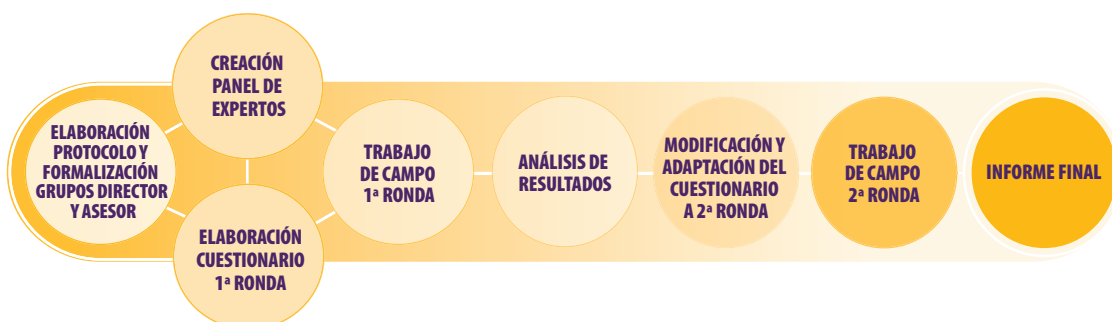 ELABORACIÓN
PROTOCOLO Y
FORMALIZACIÓN
GRUPOS DIRECTOR
Y ASESOR
CREACIÓN
PANEL DE
EXPERTOS
ELABORACIÓN
CUESTIONARIO
1ª RONDA
TRABAJO
DE CAMPO
1ª RONDA
ANÁLISIS DE
RESULTADOS
MODIFICACIÓN Y
ADAPTACIÓN DEL
CUESTIONARIO
A 2ª RONDA
TRABAJO
DE CAMPO
2ª RONDA
INFORME FINAL